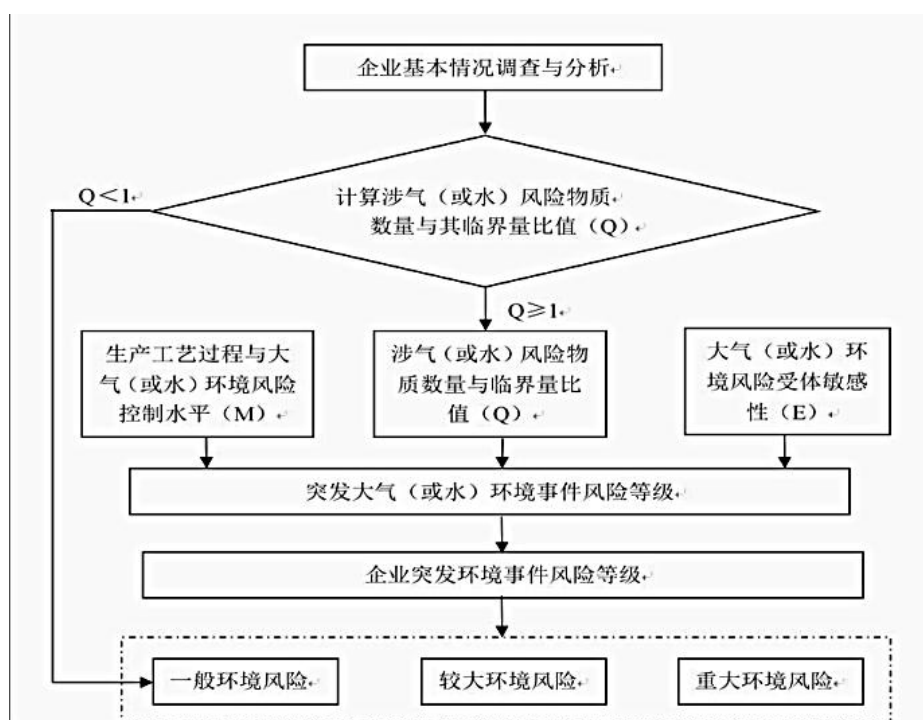 企业基本情况调查与分析
计算涉气（或水）风险物质
数量与其临界量比值（Q）
Q＜1
Q≥1
生产工艺过程与大
气（或水）环境风险
控制水平（M）
涉气（或水）风险物
质数量与临界量比
值（Q）
大气（或水）环
境风险受体敏感
性（E）
突发大气（或水）环境事件风险等级
企业突发环境事件风险等级
一般环境风险
较大环境风险
重大环境风险